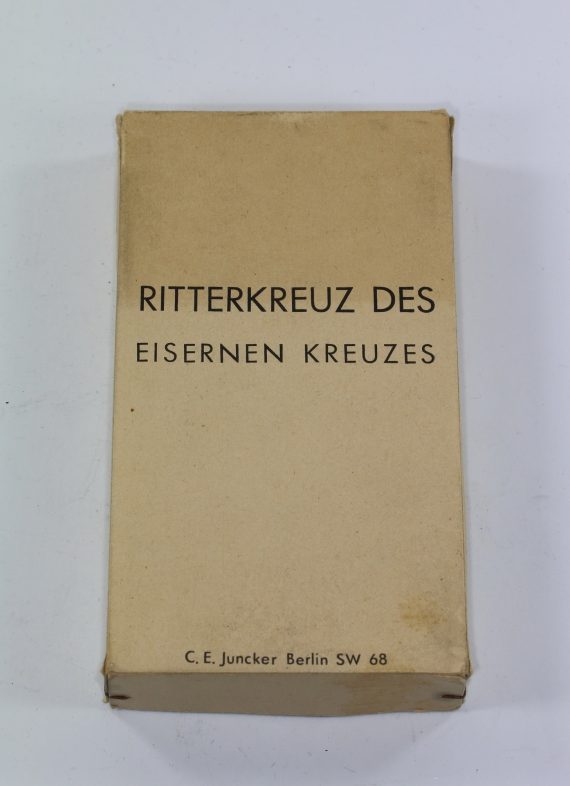 RITTERKREUZ DES
EISERNEN KREUZES
C. E. Juncker Berlin SW 68